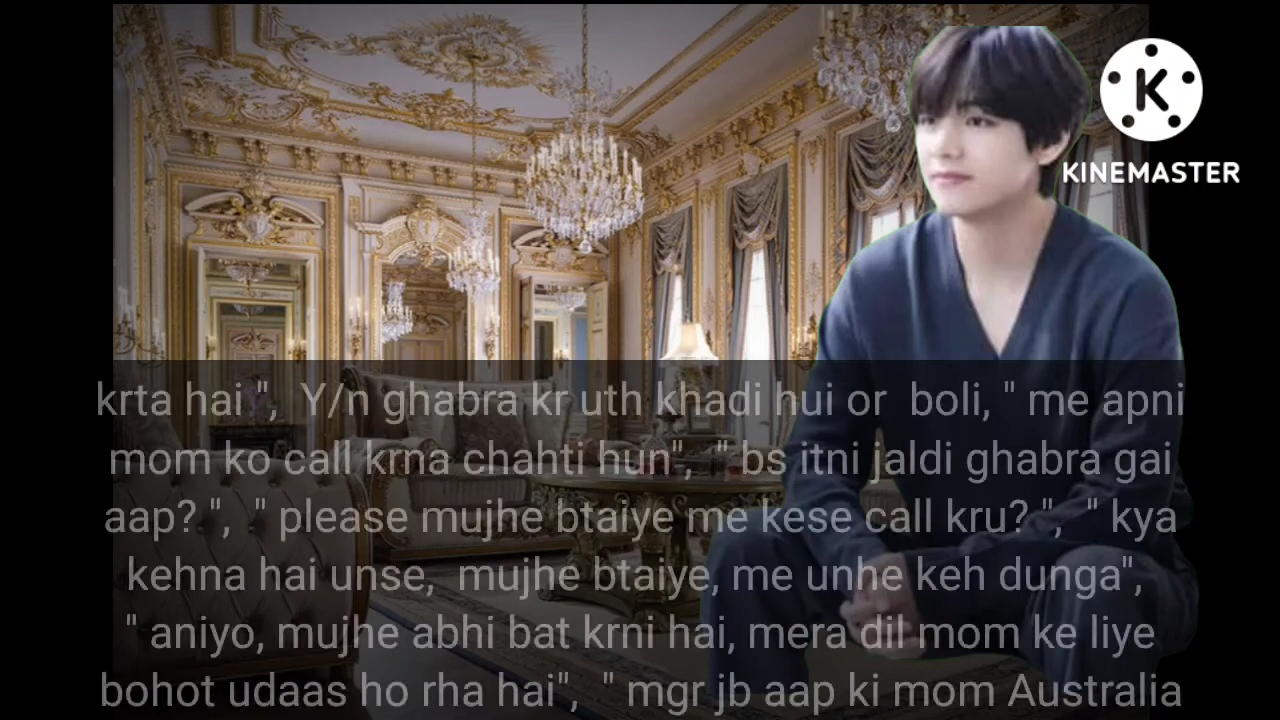 KINEMASTER
krta hai ", Y/n ghabra kr uth khadi hui or boli, " me apni
mom ko call krna chahti hun", " bs itni jaldi ghabra gai
aap? ", " please mujhe btaiye me kese call kru? ", " kya
kehna hai unse, mujhe btaiye, me unhe keh dunga",
" aniyo, mujhe abhi bat krni hai, mera dil mom ke liye
bohot udaas ho rha hai", " mgr jb aap ki mom Australia